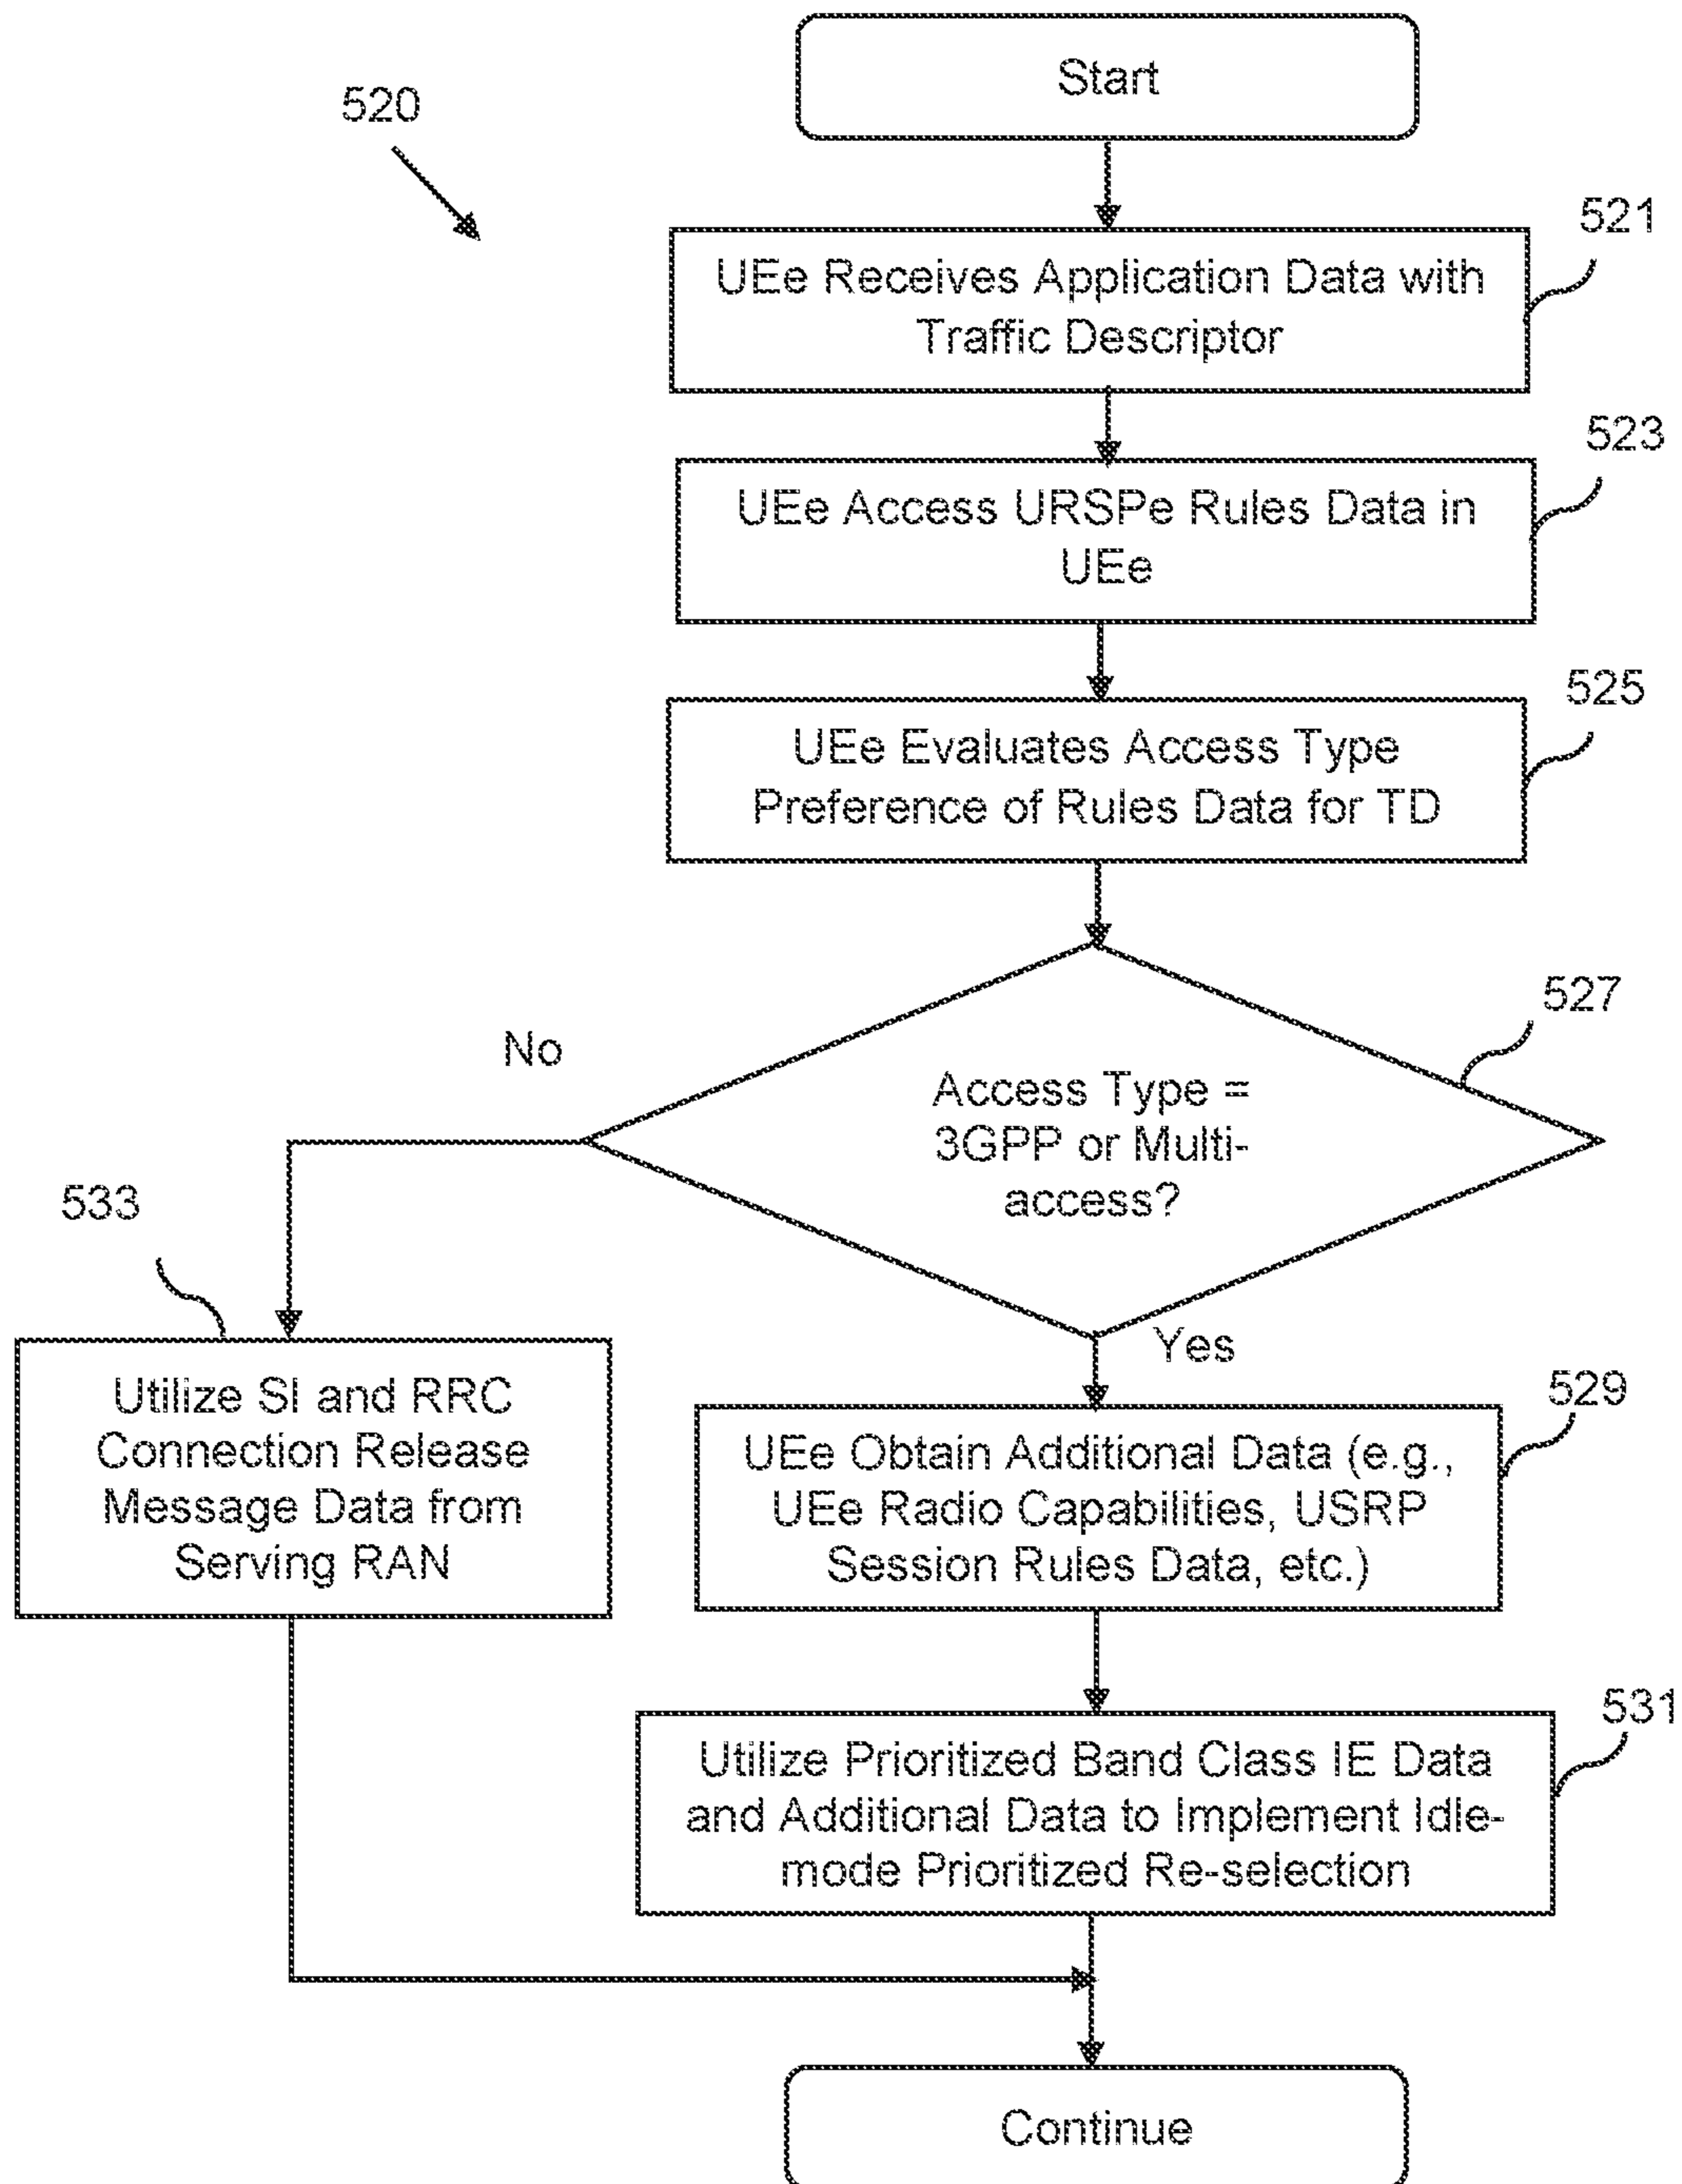 Start
520
521
UEe Receives Application Data with
Traffic Descriptor
523
UEe Access URSPe Rules Data in
UEe
525
UEe Evaluates Access Type
Preference of Rules Data for TD
527
No
Access Type =
3GPP or Multi-
access?
533
Yes
Utilize SI and RRC
Connection Release
Message Data from
Serving RAN
529
UEe Obtain Additional Data (e.g.,
UEe Radio Capabilities, USRP
Session Rules Data, etc.)
531
Utilize Prioritized Band Class IE Data
and Additional Data to Implement Idle-
mode Prioritized Re-selection
Continue